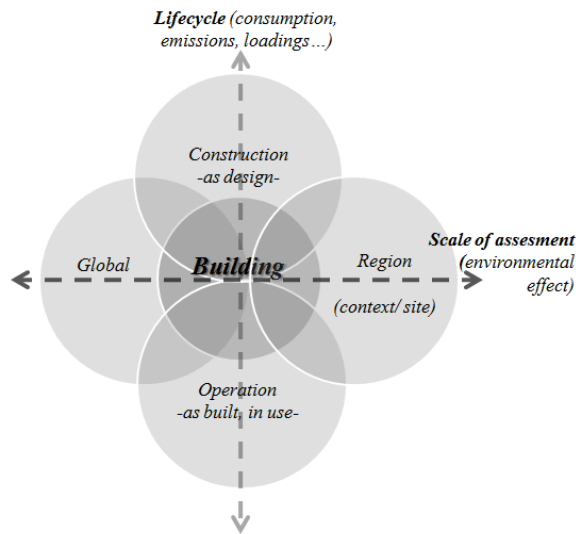 Lifecycle (consumption,
emissions, loadings…)
Construction
-as design-
Scale of assesment
(environmental
effect)
Global
Building
Region
(context/ site)
Operation
-as built, in use-